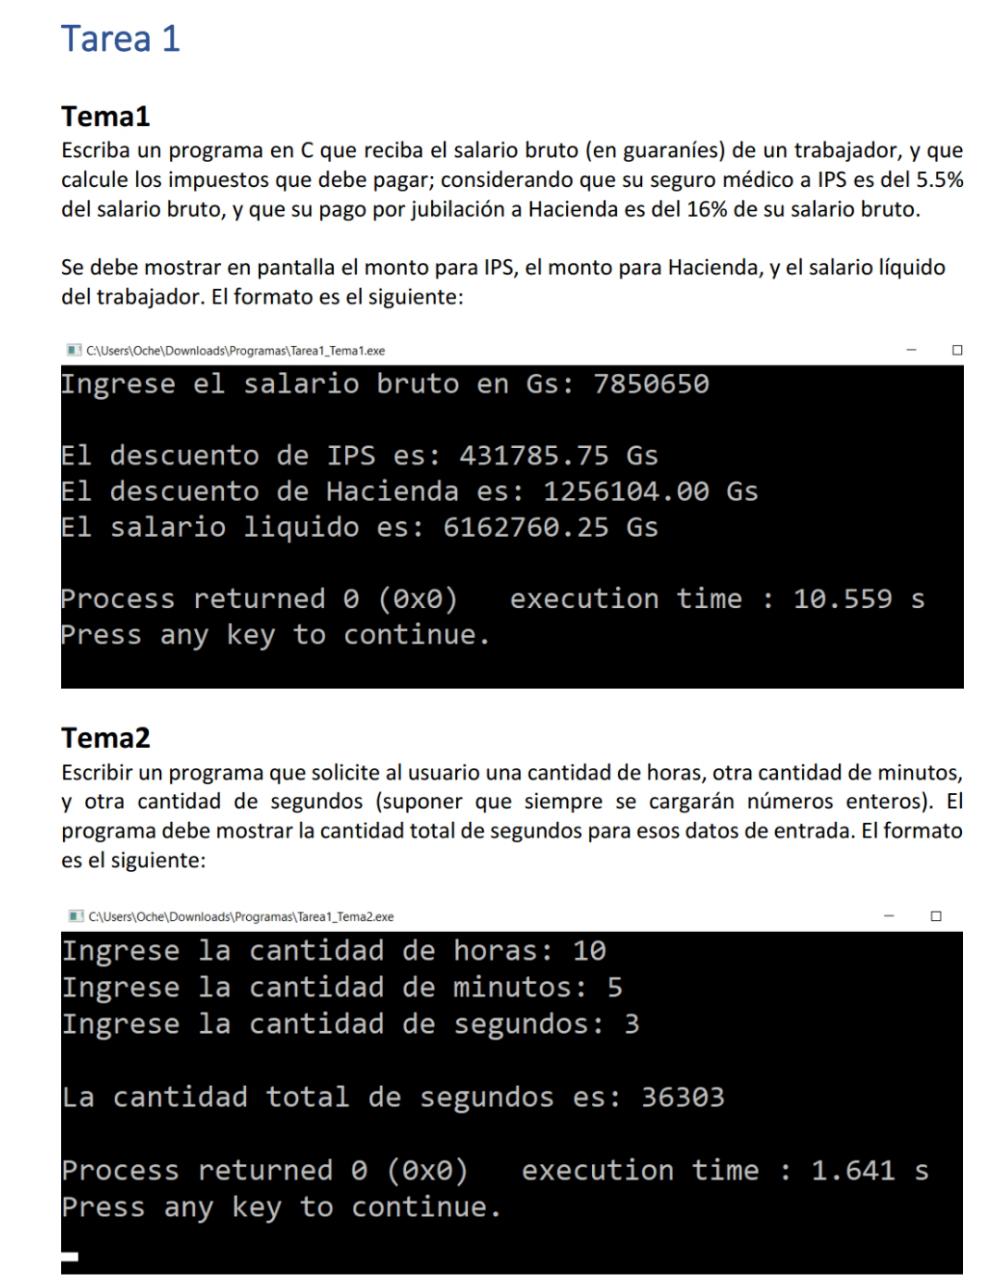 Tarea 1
Tema1
Escriba un programa en C que reciba el salario bruto (en guaraníes) de un trabajador, y que
calcule los impuestos que debe pagar; considerando que su seguro médico a IPS es del 5.5%
del salario bruto, y que su pago por jubilación a Hacienda es del 16% de su salario bruto.
Se debe mostrar en pantalla el monto para IPS, el monto para Hacienda, y el salario líquido
del trabajador. El formato es el siguiente:
C:\Users\Oche\Downloads\Programas\Tarea1_Tema1.exe
Ingrese el salario bruto en Gs: 7850650
El descuento de IPS es: 431785.75 Gs
El descuento de Hacienda es: 1256104.00 Gs
El salario liquido es: 6162760.25 Gs
Process returned 0 (0x0)   execution time : 10.559 s
Press any key to continue.
Tema2
Escribir un programa que solicite al usuario una cantidad de horas, otra cantidad de minutos,
y otra cantidad de segundos (suponer que siempre se cargarán números enteros). El
programa debe mostrar la cantidad total de segundos para esos datos de entrada. El formato
es el siguiente:
C:\Users\Oche\Downloads\Programas\Tarea1_Tema2.exe
Ingrese la cantidad de horas: 10
Ingrese la cantidad de minutos: 5
Ingrese la cantidad de segundos: 3
La cantidad total de segundos es: 36303
Process returned 0 (0x0)   execution time : 1.641 s
Press any key to continue.